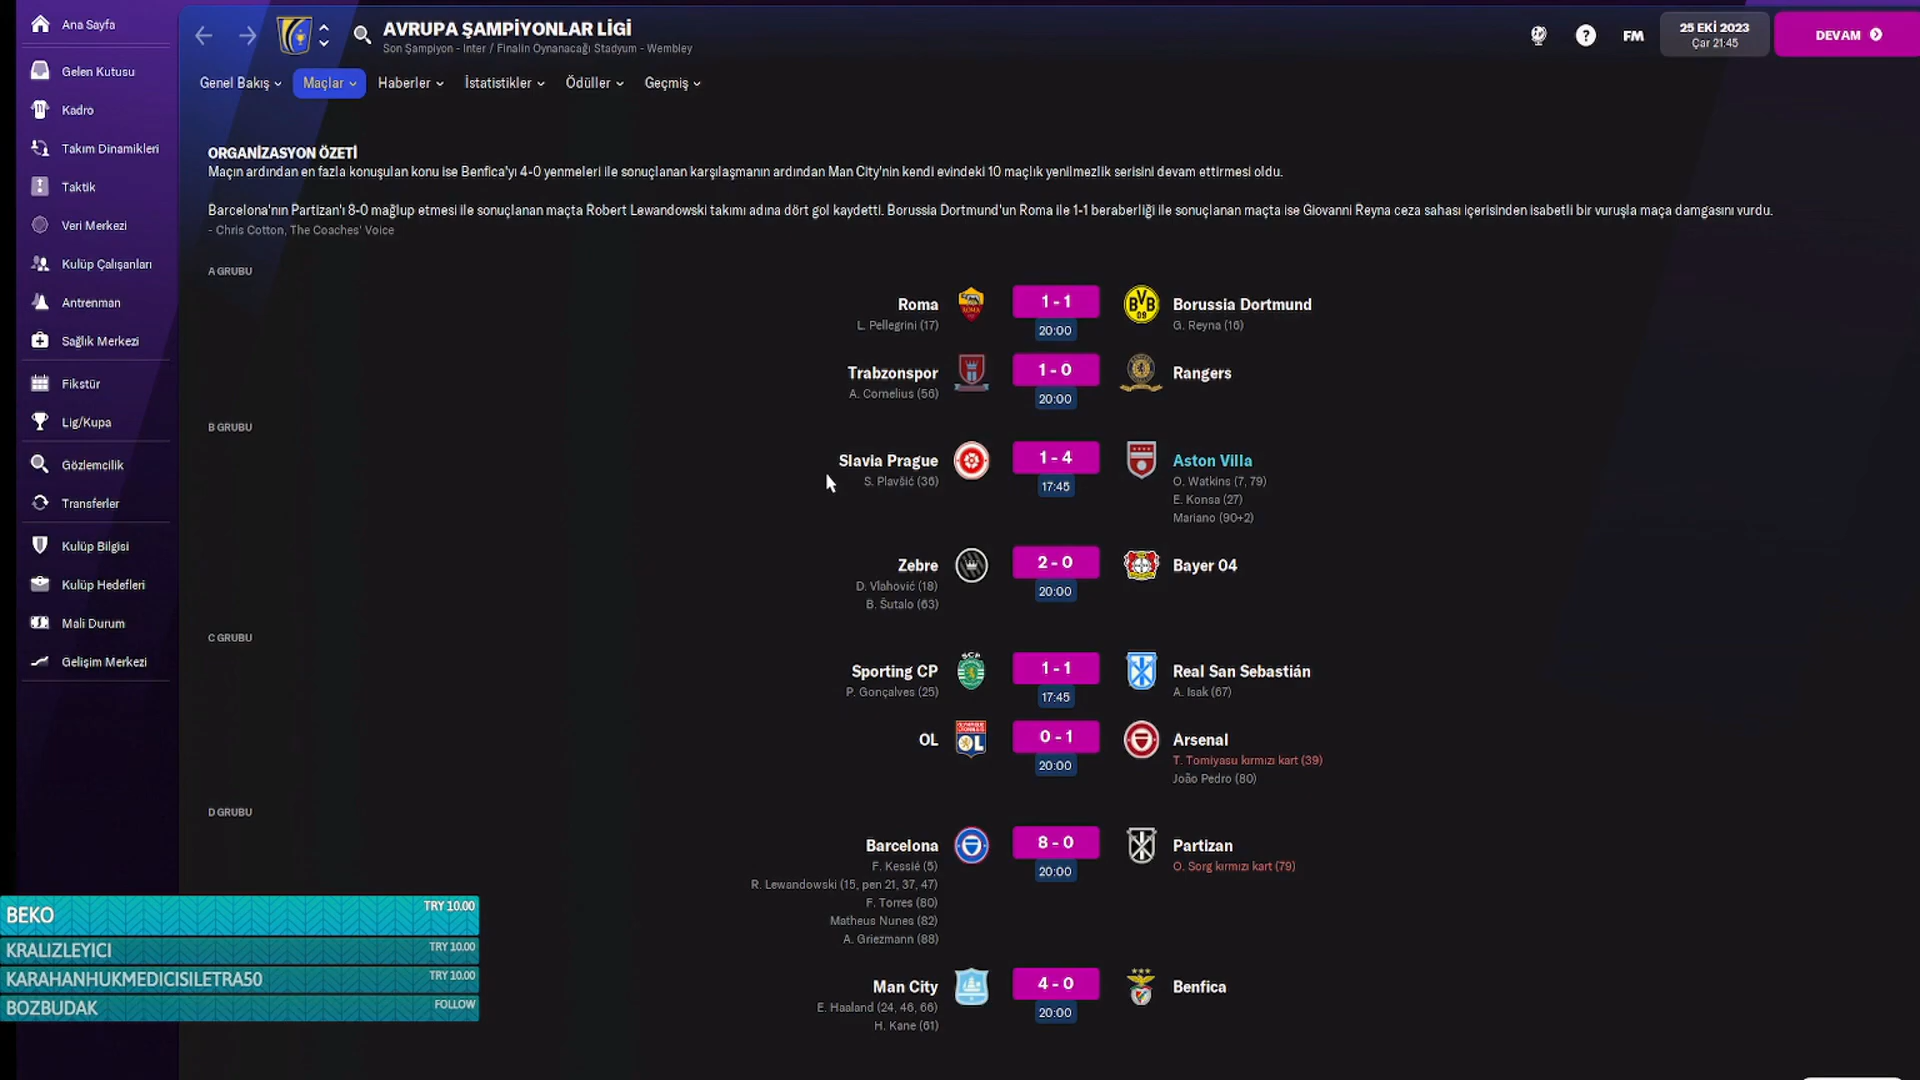 Ana Sayfa
Gelen Kutusu
Kadro
Takım Dinamikleri
Taktik
Veri Merkezi
Kulüp Çalışanları
Antrenman
Sağlık Merkezi
Fikstür
Lig/Kupa
Gözlemcilik
Transferler
Kulüp Bilgisi
Kulüp Hedefleri
Mali Durum
Gelişim Merkezi
AVRUPA ŞAMPİYONLAR LİGİ
Son Şampiyon - Inter / Finalin Oynanacağı Stadyum - Wembley
FM
25 EKİ 2023
Çar 21:45
DEVAM
Genel Bakış Maçlar Haberler İstatistikler Ödüller Geçmiş
ORGANİZASYON ÖZETİ
Maçın ardından en fazla konuşulan konu ise Benfica'yı 4-0 yenmeleri ile sonuçlanan karşılaşmanın ardından Man City'nin kendi evindeki 10 maçlık yenilmezlik serisini devam ettirmesi oldu.
Barcelona'nın Partizan'ı 8-0 mağlup etmesi ile sonuçlanan maçta Robert Lewandowski takımı adına dört gol kaydetti. Borussia Dortmund'un Roma ile 1-1 beraberliği ile sonuçlanan maçta ise Giovanni Reyna ceza sahası içerisinden isabetli bir vuruşla maça damgasını vurdu.
- Chris Cotton, The Coaches' Voice
A GRUBU
Roma 1 - 1 Borussia Dortmund
L. Pellegrini (17) 20:00 G. Reyna (16)
Trabzonspor 1 - 0 Rangers
A. Cornelius (56) 20:00
B GRUBU
Slavia Prague 1 - 4 Aston Villa
S. Plavšić (36) 17:45 O. Watkins (7, 79)
E. Konsa (27)
Mariano (90+2)
Zebre 2 - 0 Bayer 04
D. Vlahović (18) 20:00
B. Šutalo (63)
C GRUBU
Sporting CP 1 - 1 Real San Sebastián
P. Gonçalves (25) 17:45 A. Isak (67)
OL 0 - 1 Arsenal
20:00 T. Tomiyasu kırmızı kart (39)
João Pedro (80)
D GRUBU
Barcelona 8 - 0 Partizan
F. Kessié (5) 20:00 O. Sorg kırmızı kart (79)
R. Lewandowski (15, pen 21, 37, 47)
F. Torres (80)
Matheus Nunes (82)
A. Griezmann (88)
Man City 4 - 0 Benfica
E. Haaland (24, 46, 66) 20:00
H. Kane (61)
BEKO TRY 10.00
KRALIZLEYICI TRY 10.00
KARAHANHUKMEDICISILETRA50 TRY 10.00
BOZBUDAK FOLLOW